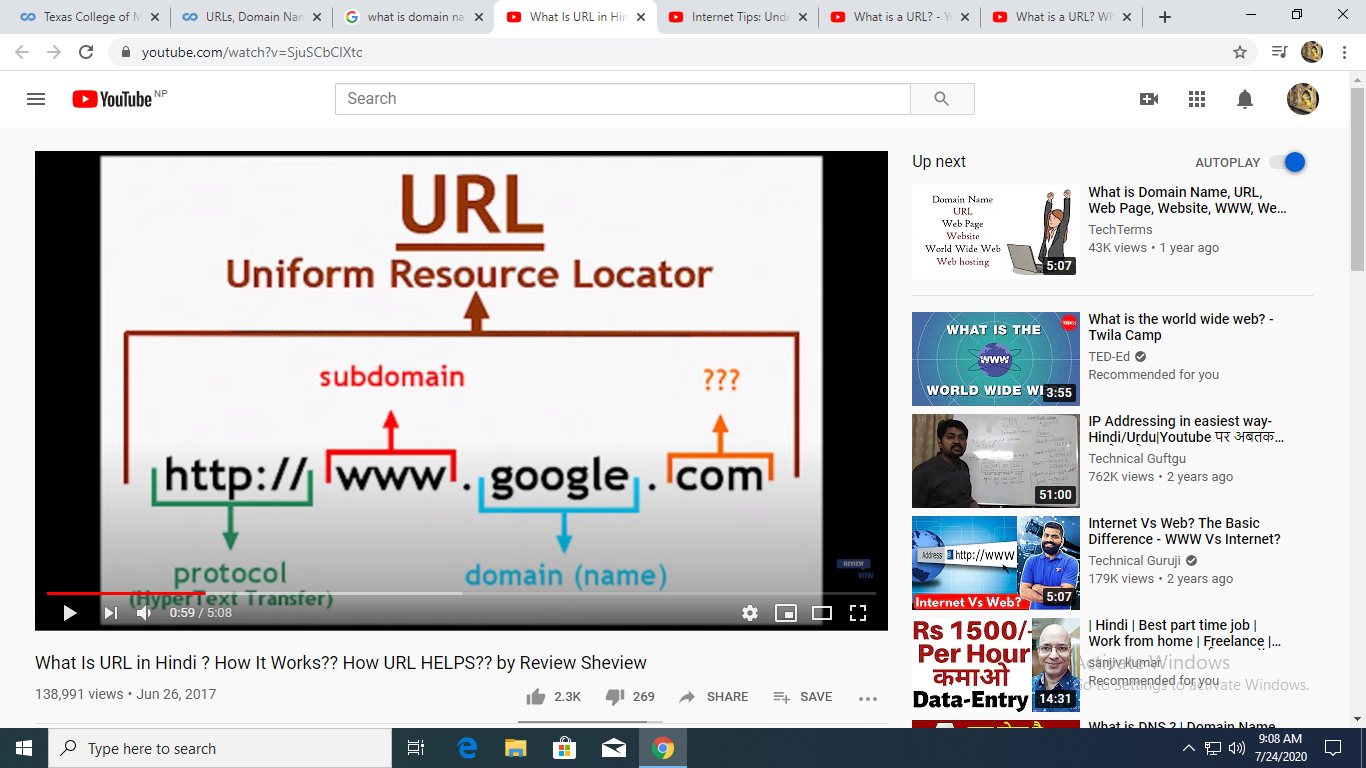 Texas College of M
URLs, Domain Nam
what is domain na
What Is URL in Hin
Internet Tips: Unde
What is a URL? - Y
What is a URL? Wh
youtube.com/watch?v=SjuSCbCIXtc
YouTube NP
Search
URL
Uniform Resource Locator
subdomain
???
http://www.google.com
protocol
domain (name)
(HyperText Transfer)
REVIEW
VIEW
0:59 / 5:08
What Is URL in Hindi ? How It Works?? How URL HELPS?? by Review Sheview
138,991 views • Jun 26, 2017
2.3K
269
SHARE
SAVE
Up next
AUTOPLAY
Domain Name
URL
Web Page
Website
World Wide Web
Web hosting
5:07
What is Domain Name, URL,
Web Page, Website, WWW, We...
TechTerms
43K views • 1 year ago
WHAT IS THE
WWW
WORLD WIDE WE
3:55
What is the world wide web? -
Twila Camp
TED-Ed
Recommended for you
51:00
IP Addressing in easiest way-
Hindi/Urdu|Youtube पर अबतक...
Technical Guftgu
762K views • 2 years ago
Address
http://www
Internet Vs Web?
5:07
Internet Vs Web? The Basic
Difference - WWW Vs Internet?
Technical Guruji
179K views • 2 years ago
Rs 1500/-
Per Hour
कमाओ
Data-Entry
14:31
| Hindi | Best part time job |
Work from home | Freelance |...
sanjiv kumar
Recommended for you
What is DNS ? | Domain Name
Activate Windows
Go to Settings to activate Windows.
Type here to search
9:08 AM
7/24/2020